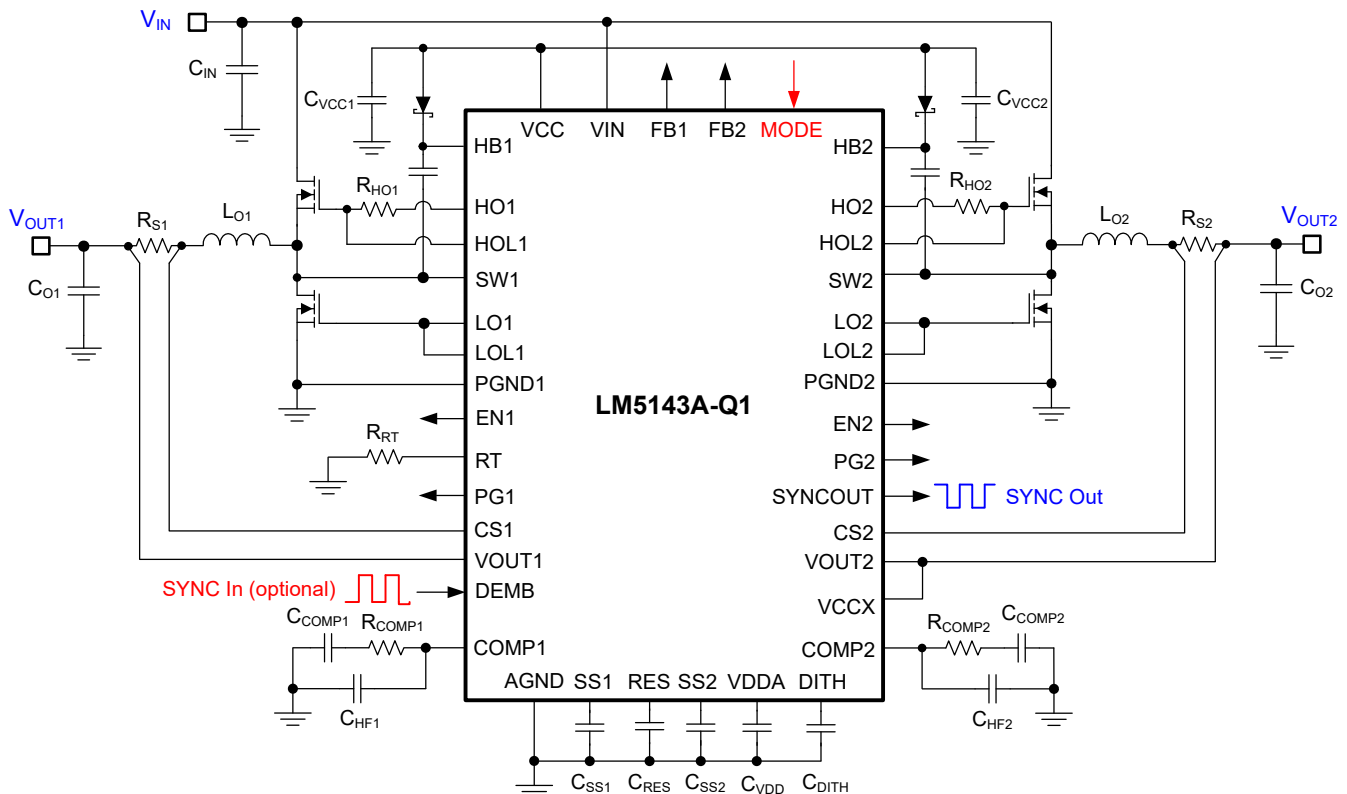 VIN
CIN
CVCC1
CVCC2
VCC VIN FB1 FB2 MODE
HB1
HB2
RHO1
RHO2
HO1
HO2
HOL1
HOL2
VOUT1
RS1
LO1
LO2
RS2
VOUT2
SW1
SW2
CO1
CO2
LO1
LO2
LOL1
LOL2
PGND1
PGND2
LM5143A-Q1
EN1
EN2
RRT
RT
PG2
PG1
SYNCOUT
SYNC Out
CS1
CS2
VOUT1
VOUT2
SYNC In (optional)
DEMB
VCCX
CCOMP1
RCOMP1
RCOMP2
CCOMP2
COMP1
COMP2
AGND SS1 RES SS2 VDDA DITH
CHF1
CHF2
CSS1 CRES CSS2 CVDD CDITH